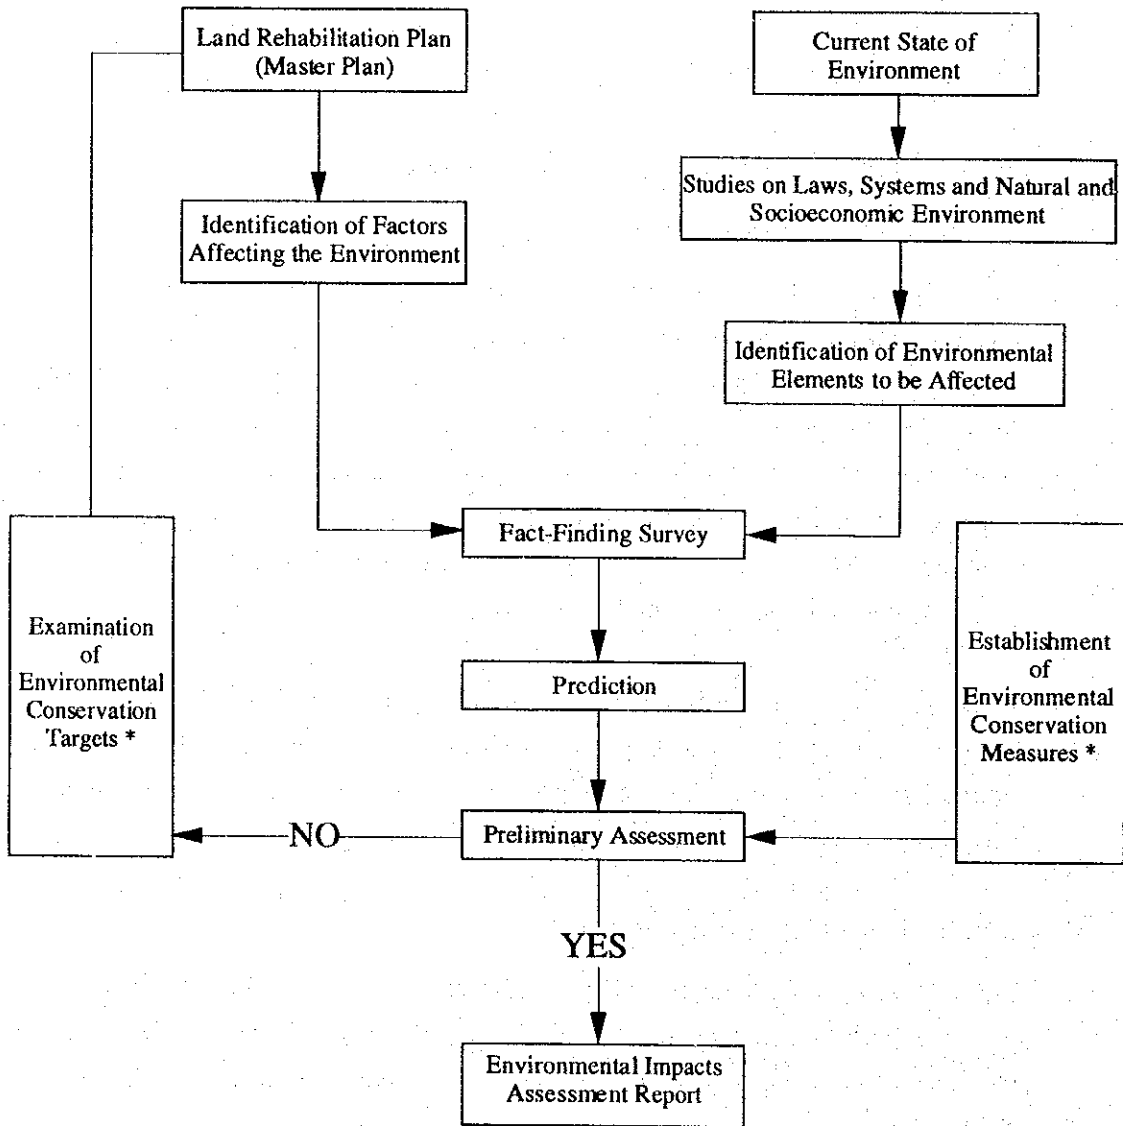 Land Rehabilitation Plan
(Master Plan)
Current State of
Environment
Studies on Laws, Systems and Natural and
Socioeconomic Environment
Identification of Factors
Affecting the Environment
Identification of Environmental
Elements to be Affected
Fact-Finding Survey
Examination
of
Environmental
Conservation
Targets *
Prediction
Establishment
of
Environmental
Conservation
Measures *
NO
Preliminary Assessment
YES
Environmental Impacts
Assessment Report